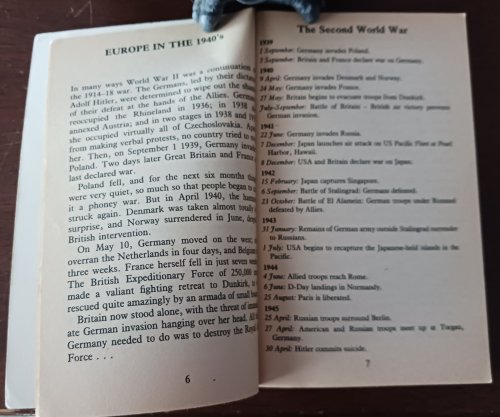 EUROPE IN THE 1940's
In many ways World War II was a continuation
the 1914–18 war. The Germans, led by their
Adolf Hitler, were determined to wipe out the
of their defeat at the hands of the Allies. Germ
reoccupied the Rhineland in 1936; in 1938
annexed Austria; and in two stages in 1938 and
she occupied virtually all of Czechoslovakia. Apa
from making verbal protests, no country tried to
her. Then, on September 1 1939, Germany inva
Poland. Two days later Great Britain and Franc
last declared war.
Poland fell, and for the next six months thin
were very quiet, so much so that people began to
it a phoney war. But in April 1940, the
struck again. Denmark was taken almost totally
surprise, and Norway surrendered in June,
British intervention.
On May 10, Germany moved on the west,
overran the Netherlands in four days, and Belgiu
three weeks. France herself fell in just seven
The British Expeditionary Force of 250,000
made a valiant fighting retreat to Dunkirk,
rescued quite amazingly by an armada of small
Britain now stood alone, with the threat of
ate German invasion hanging over her head. All
Germany needed to do was to destroy the Royal
Force . . .
6
The Second World War
1939
1 September: Germany invades Poland.
3 September: Britain and France declare war on Germany.
1940
9 April: Germany invades Denmark and Norway.
24 May: Germany invades France.
27 May: Britain begins to evacuate troops from Dunkirk.
July–September: Battle of Britain – British air victory prevents
German invasion.
1941
22 June: Germany invades Russia.
7 December: Japan launches air attack on US Pacific Fleet at Pearl
Harbor, Hawaii.
8 December: USA and Britain declare war on Japan.
1942
15 February: Japan captures Singapore.
6 September: Battle of Stalingrad: Germans defeated.
23 October: Battle of El Alamein: German troops under Rommel
defeated by Allies.
1943
31 January: Remains of German army outside Stalingrad surrender
to Russians.
1 July: USA begins to recapture the Japanese-held islands in the
Pacific.
1944
4 June: Allied troops reach Rome.
6 June: D-Day landings in Normandy.
25 August: Paris is liberated.
1945
25 April: Russian troops surround Berlin.
27 April: American and Russian troops meet up at Torgau,
Germany.
30 April: Hitler commits suicide.
7